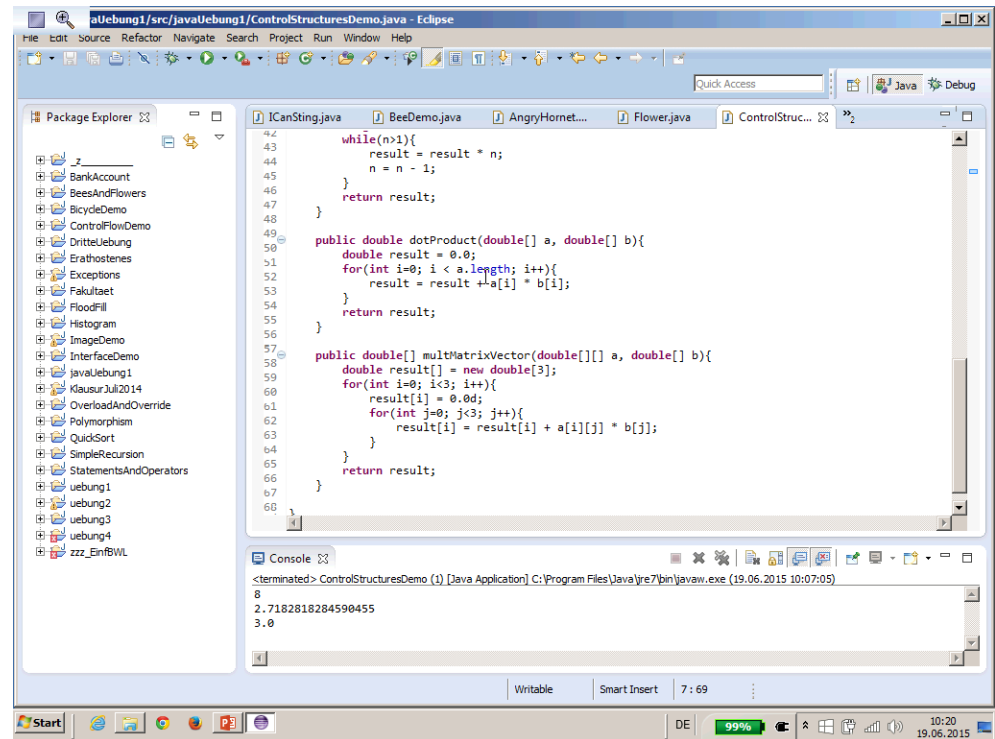 aUebung1/src/javaUebung1/ControlStructuresDemo.java - Eclipse
File Edit Source Refactor Navigate Search Project Run Window Help
Quick Access
Java
Debug
Package Explorer
_z_________
BankAccount
BeesAndFlowers
BicycleDemo
ControlFlowDemo
DritteUebung
Erathostenes
Exceptions
Fakultaet
FloodFill
Histogram
ImageDemo
InterfaceDemo
javaUebung1
KlausurJuli2014
OverloadAndOverride
Polymorphism
QuickSort
SimpleRecursion
StatementsAndOperators
uebung1
uebung2
uebung3
uebung4
zzz_EinfBWL
ICanSting.java
BeeDemo.java
AngryHornet....
Flower.java
ControlStruc...
»2
42
43 while(n>1){
44 result = result * n;
45 n = n - 1;
46 }
47 return result;
48 }
49
50 public double dotProduct(double[] a, double[] b){
51 double result = 0.0;
52 for(int i=0; i < a.length; i++){
53 result = result + a[i] * b[i];
54 }
55 return result;
56 }
57
58 public double[] multMatrixVector(double[][] a, double[] b){
59 double result[] = new double[3];
60 for(int i=0; i<3; i++){
61 result[i] = 0.0d;
62 for(int j=0; j<3; j++){
63 result[i] = result[i] + a[i][j] * b[j];
64 }
65 }
66 return result;
67 }
68
}
Console
<terminated> ControlStructuresDemo (1) [Java Application] C:\Program Files\Java\jre7\bin\javaw.exe (19.06.2015 10:07:05)
8
2.7182818284590455
3.0
Writable
Smart Insert
7 : 69
Start
DE
99%
10:20
19.06.2015